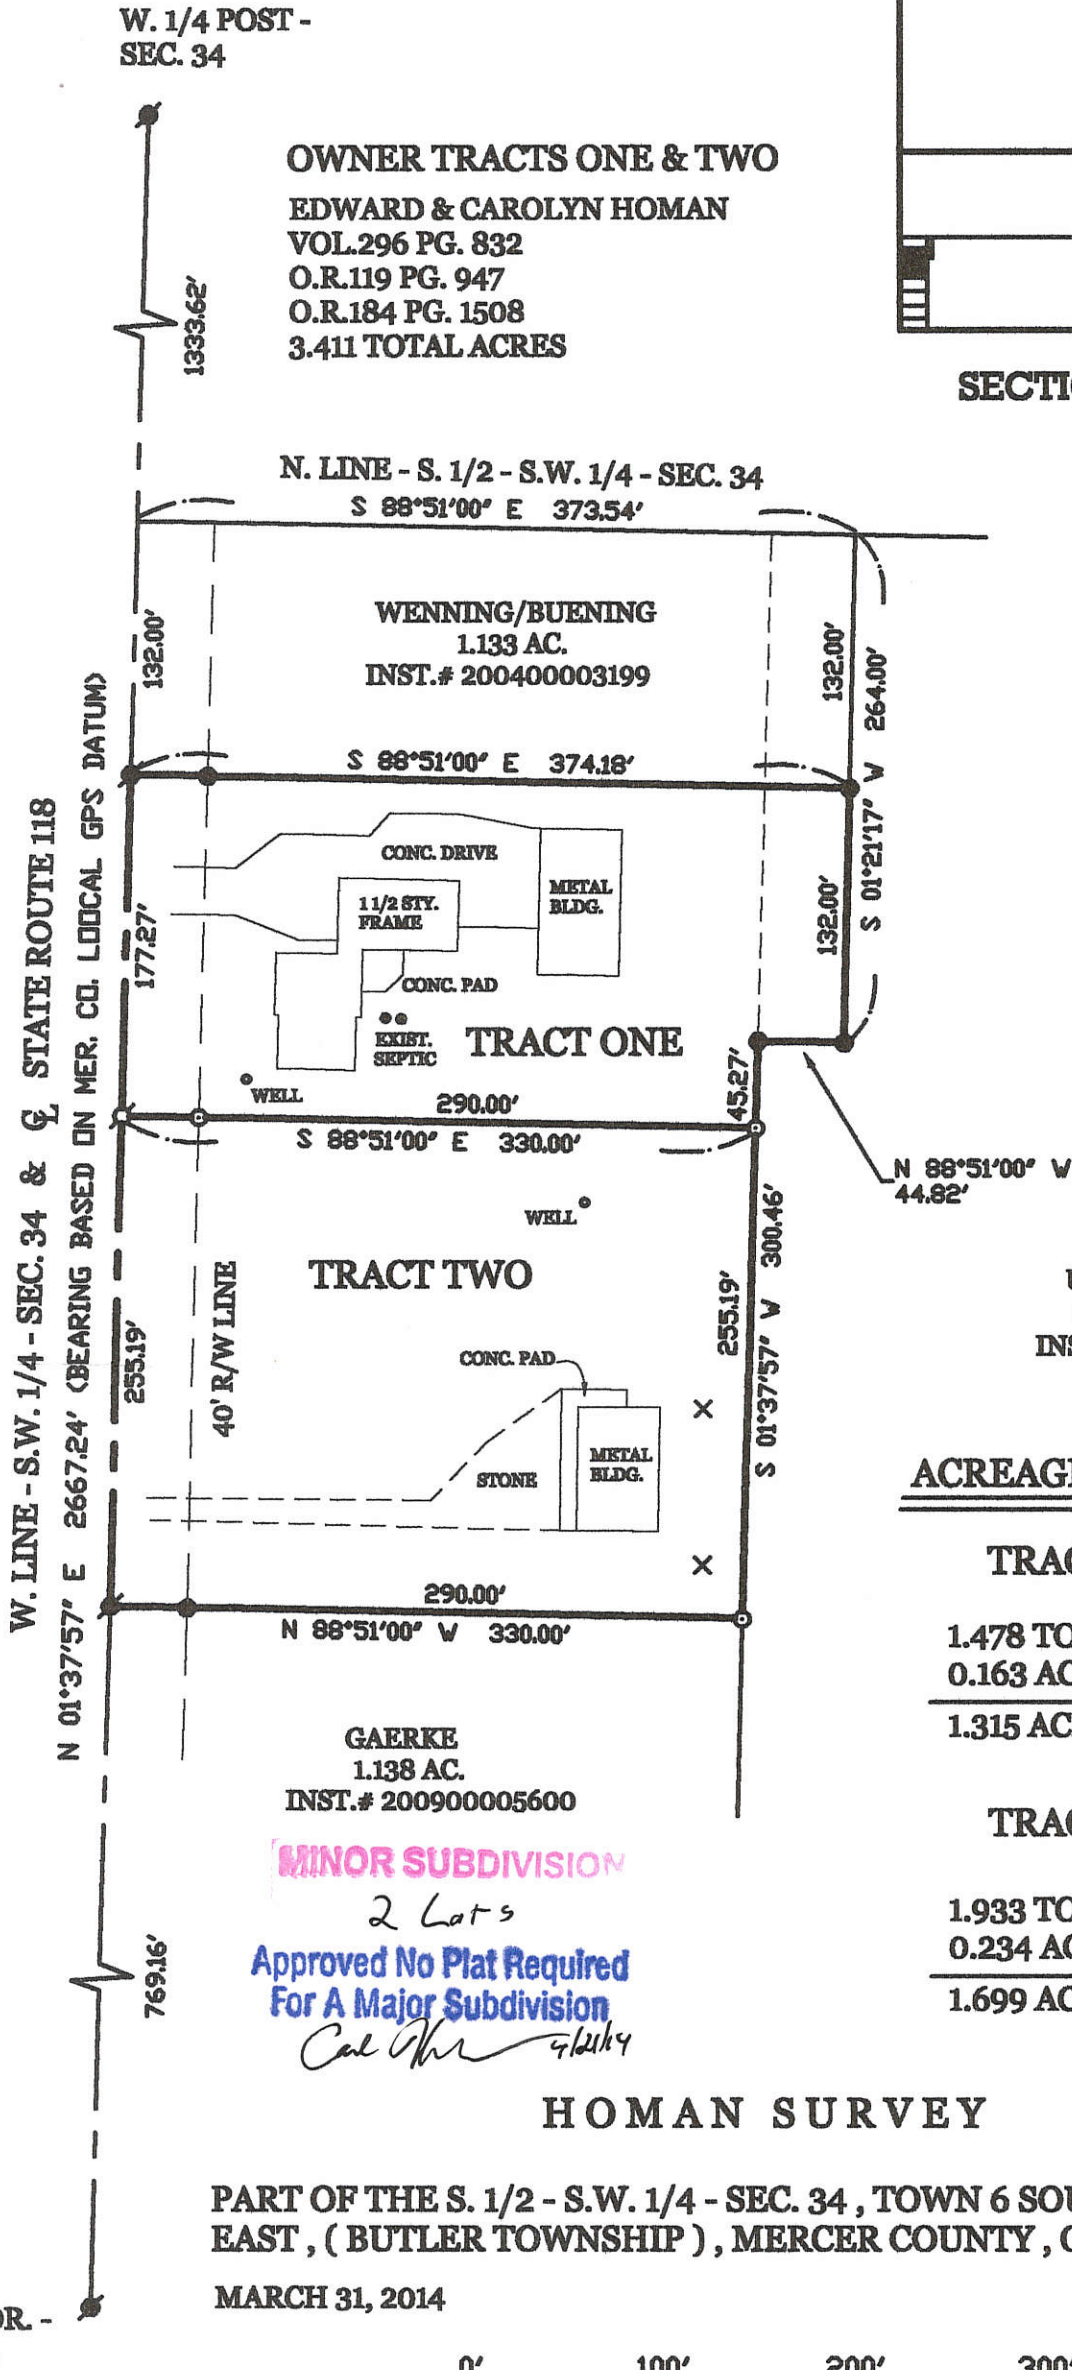 W. 1/4 POST -
SEC. 34
OWNER TRACTS ONE & TWO
EDWARD & CAROLYN HOMAN
VOL.296 PG. 832
O.R.119 PG. 947
O.R.184 PG. 1508
3.411 TOTAL ACRES
1333.62'
SECTI
N. LINE - S. 1/2 - S.W. 1/4 - SEC. 34
S 88°51'00" E 373.54'
WENNING/BUENING
1.133 AC.
INST.# 200400003199
132.00'
132.00'
264.00'
S 88°51'00" E 374.18'
S 01°21'17" W
W. LINE - S.W. 1/4 - SEC. 34 & ℄ STATE ROUTE 118
N 01°37'57" E 2667.24' (BEARING BASED ON MER. CO. LOOCAL GPS DATUM)
177.27'
CONC. DRIVE
METAL
BLDG.
1 1/2 STY.
FRAME
132.00'
CONC. PAD
EXIST.
SEPTIC
TRACT ONE
WELL
45.27'
290.00'
S 88°51'00" E 330.00'
N 88°51'00" W
44.82'
WELL
TRACT TWO
300.46'
S 01°37'57" W
255.19'
255.19'
40' R/W LINE
INS
CONC. PAD
STONE
METAL
BLDG.
X
X
ACREAG
290.00'
N 88°51'00" W 330.00'
TRAC
1.478 TO
0.163 AC
1.315 AC
GAERKE
1.138 AC.
INST.# 200900005600
TRAC
1.933 TO
0.234 AC
1.699 AC
MINOR SUBDIVISION
2 Lots
Approved No Plat Required
For A Major Subdivision
4/21/14
769.16'
HOMAN SURVEY
PART OF THE S. 1/2 - S.W. 1/4 - SEC. 34 , TOWN 6 SOU
EAST , ( BUTLER TOWNSHIP ) , MERCER COUNTY , O
MARCH 31, 2014
OR. -
0' 100' 200' 300'